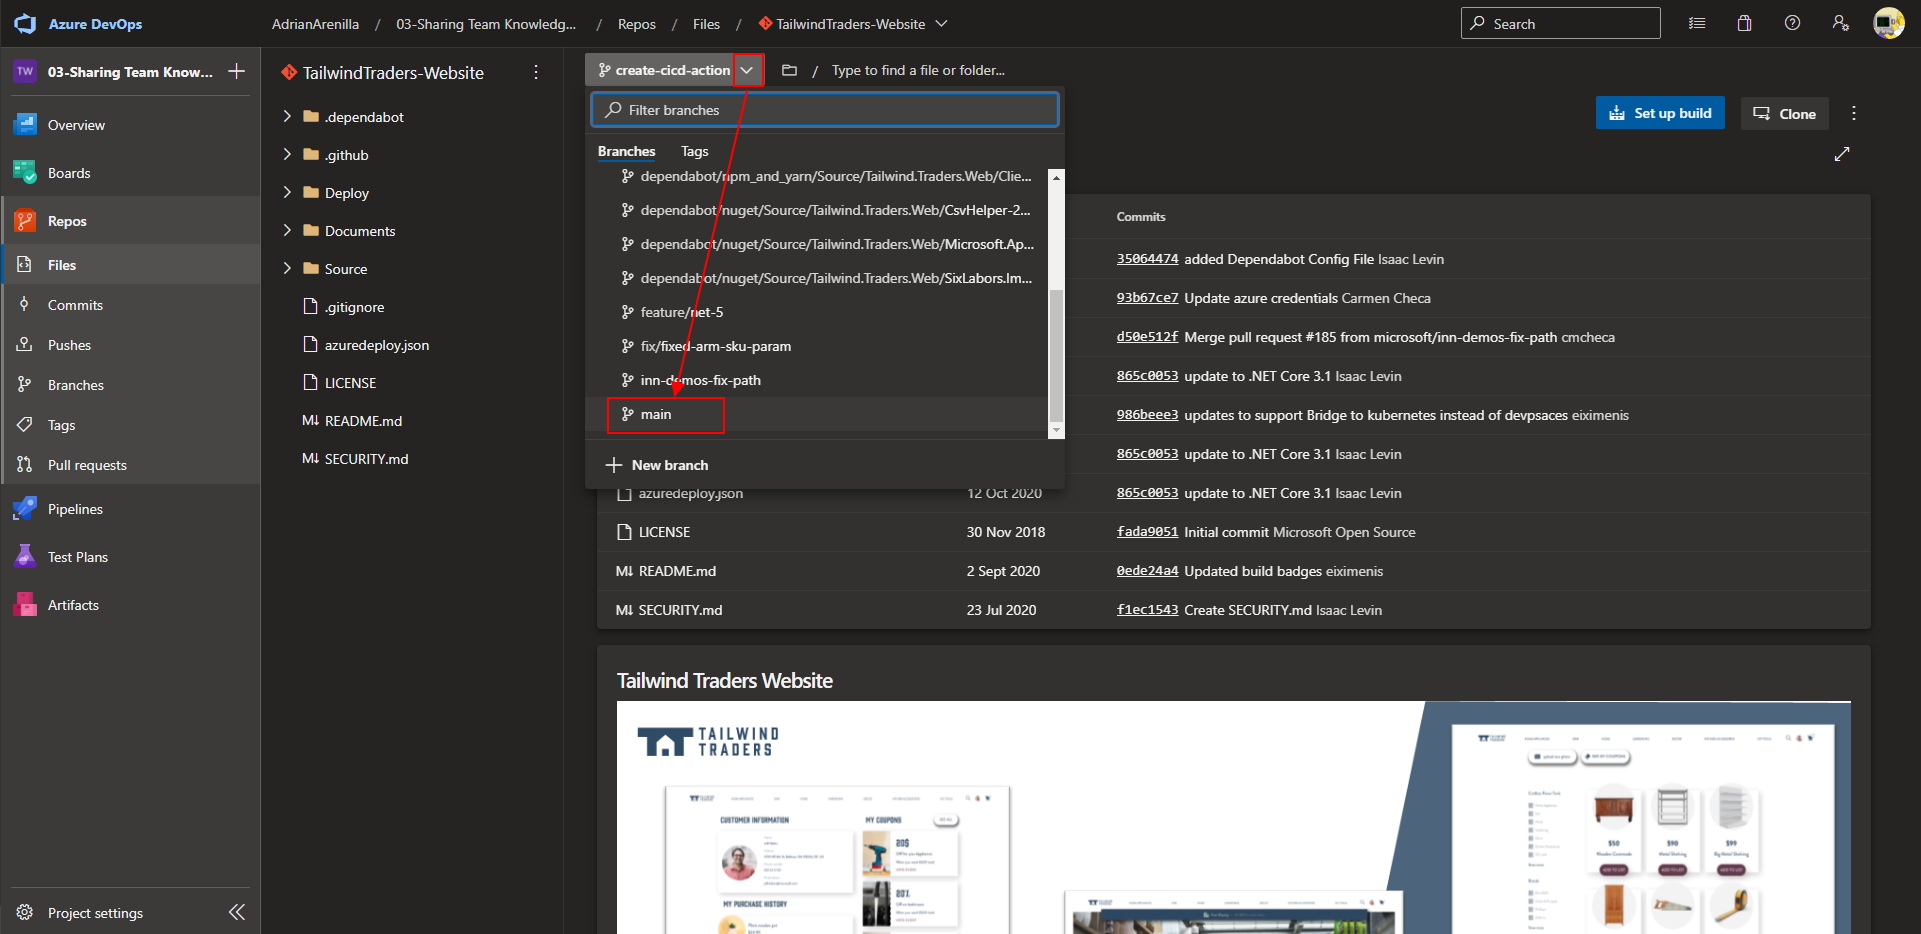 Azure DevOps
AdrianArenilla / 03-Sharing Team Knowledg... / Repos / Files / TailwindTraders-Website
Search
TW 03-Sharing Team Know...
Overview
Boards
Repos
Files
Commits
Pushes
Branches
Tags
Pull requests
Pipelines
Test Plans
Artifacts
Project settings
TailwindTraders-Website
.dependabot
.github
Deploy
Documents
Source
.gitignore
azuredeploy.json
LICENSE
README.md
SECURITY.md
create-cicd-action
/ Type to find a file or folder...
Filter branches
Branches Tags
dependabot/npm_and_yarn/Source/Tailwind.Traders.Web/Clie...
dependabot/nuget/Source/Tailwind.Traders.Web/CsvHelper-2...
dependabot/nuget/Source/Tailwind.Traders.Web/Microsoft.Ap...
dependabot/nuget/Source/Tailwind.Traders.Web/SixLabors.Im...
feature/net-5
fix/fixed-arm-sku-param
inn-demos-fix-path
main
New branch
Set up build
Clone
Commits
35064474 added Dependabot Config File Isaac Levin
93b67ce7 Update azure credentials Carmen Checa
d50e512f Merge pull request #185 from microsoft/inn-demos-fix-path cmcheca
865c0053 update to .NET Core 3.1 Isaac Levin
986beee3 updates to support Bridge to kubernetes instead of devpsaces eiximenis
865c0053 update to .NET Core 3.1 Isaac Levin
azuredeploy.json 12 Oct 2020 865c0053 update to .NET Core 3.1 Isaac Levin
LICENSE 30 Nov 2018 fada9051 Initial commit Microsoft Open Source
README.md 2 Sept 2020 0ede24a4 Updated build badges eiximenis
SECURITY.md 23 Jul 2020 f1ec1543 Create SECURITY.md Isaac Levin
Tailwind Traders Website
TAILWIND
TRADERS
CUSTOMER INFORMATION
MY COUPONS
SEE ALL
20$
20%
MY PURCHASE HISTORY
$50
$90
$99